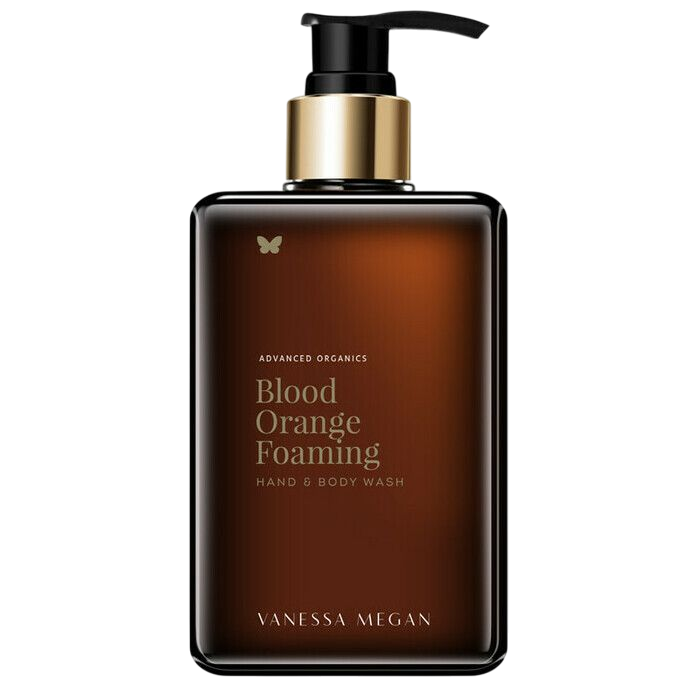 ADVANCED ORGANICS
Blood
Orange
Foaming
HAND & BODY WASH
VANESSA MEGAN